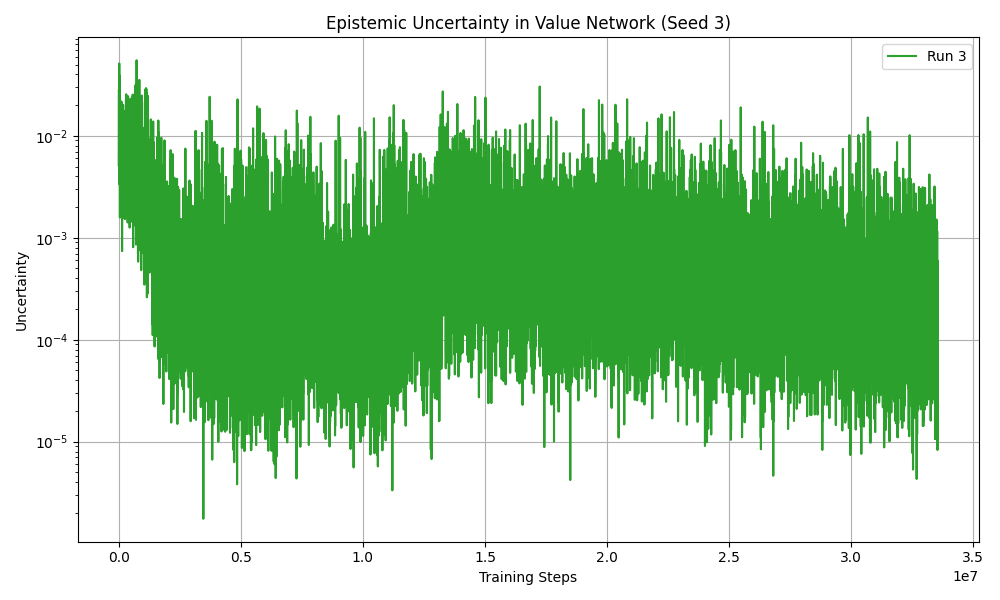 Epistemic Uncertainty in Value Network (Seed 3)
Run 3
Uncertainty
10⁻²
10⁻³
10⁻⁴
10⁻⁵
0.0 0.5 1.0 1.5 2.0 2.5 3.0 3.5
1e7
Training Steps